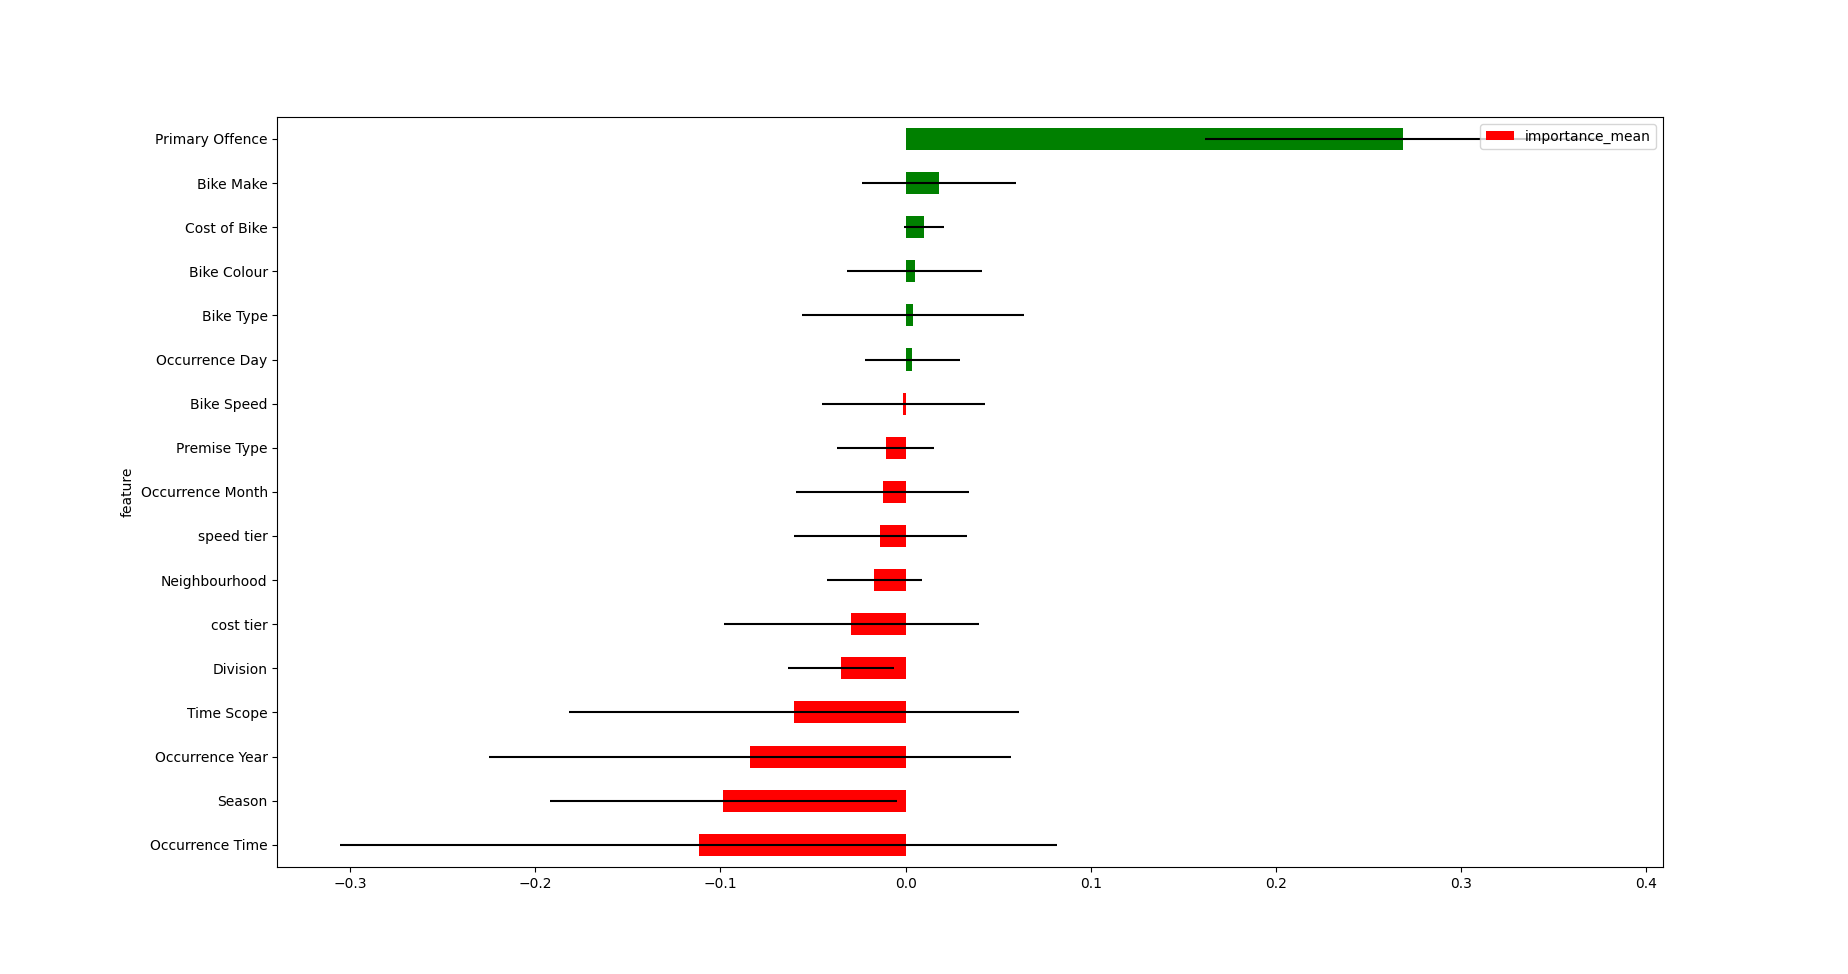 importance_mean
Primary Offence
Bike Make
Cost of Bike
Bike Colour
Bike Type
Occurrence Day
Bike Speed
Premise Type
Occurrence Month
speed tier
Neighbourhood
cost tier
Division
Time Scope
Occurrence Year
Season
Occurrence Time
feature
−0.3 −0.2 −0.1 0.0 0.1 0.2 0.3 0.4